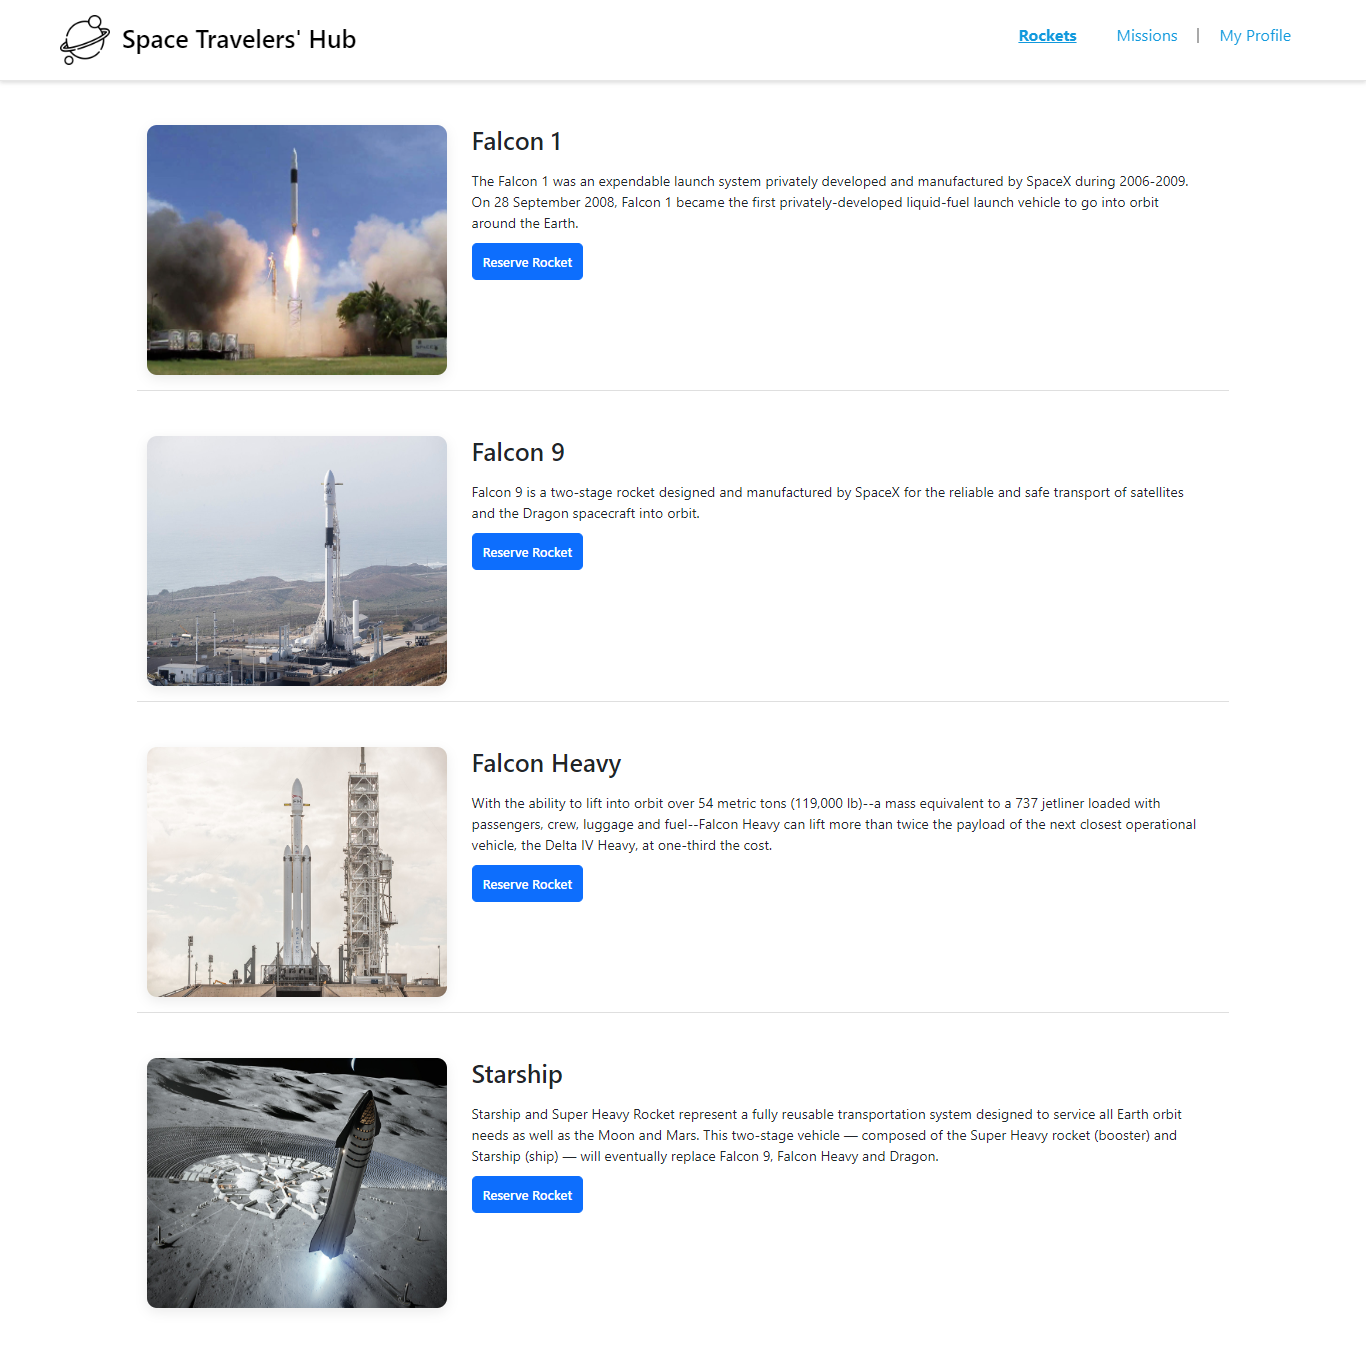 Space Travelers' Hub
Rockets
Missions
|
My Profile
Falcon 1
The Falcon 1 was an expendable launch system privately developed and manufactured by SpaceX during 2006-2009.
On 28 September 2008, Falcon 1 became the first privately-developed liquid-fuel launch vehicle to go into orbit
around the Earth.
Reserve Rocket
Falcon 9
Falcon 9 is a two-stage rocket designed and manufactured by SpaceX for the reliable and safe transport of satellites
and the Dragon spacecraft into orbit.
Reserve Rocket
Falcon Heavy
With the ability to lift into orbit over 54 metric tons (119,000 lb)--a mass equivalent to a 737 jetliner loaded with
passengers, crew, luggage and fuel--Falcon Heavy can lift more than twice the payload of the next closest operational
vehicle, the Delta IV Heavy, at one-third the cost.
Reserve Rocket
Starship
Starship and Super Heavy Rocket represent a fully reusable transportation system designed to service all Earth orbit
needs as well as the Moon and Mars. This two-stage vehicle — composed of the Super Heavy rocket (booster) and
Starship (ship) — will eventually replace Falcon 9, Falcon Heavy and Dragon.
Reserve Rocket